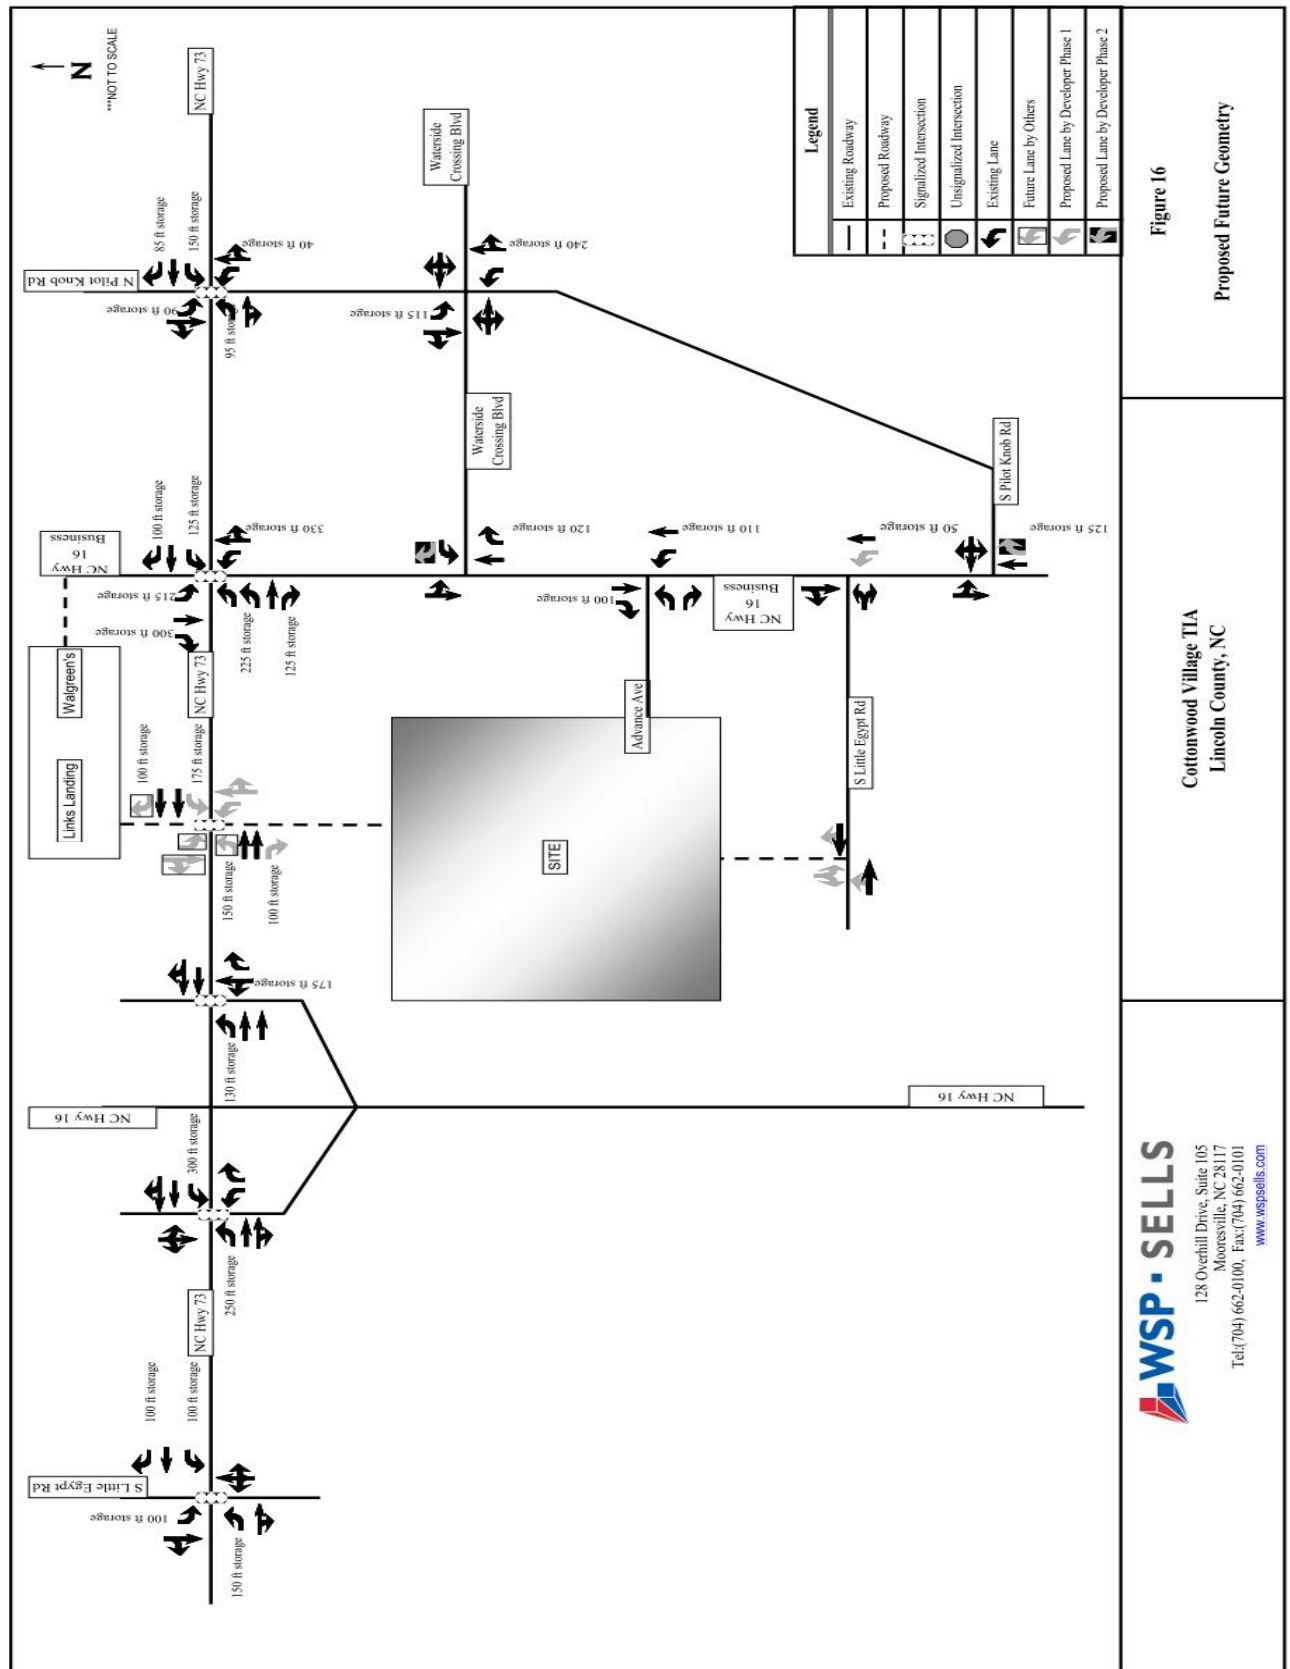 N
***NOT TO SCALE
S Little Egypt Rd
100 ft storage
100 ft storage
100 ft storage
150 ft storage
NC Hwy 73
250 ft storage
300 ft storage
NC Hwy 16
130 ft storage
175 ft storage
NC Hwy 16
Links Landing
Walgreen's
100 ft storage
175 ft storage
150 ft storage
100 ft storage
NC Hwy 73
300 ft storage
215 ft storage
NC Hwy
16
Business
100 ft storage
125 ft storage
225 ft storage
125 ft storage
330 ft storage
N Pilot Knob Rd
90 ft storage
85 ft storage
150 ft storage
95 ft storage
40 ft storage
NC Hwy 73
Waterside
Crossing Blvd
115 ft storage
240 ft storage
Waterside
Crossing Blvd
120 ft storage
SITE
Advance Ave
100 ft storage
110 ft storage
NC Hwy
16
Business
S Little Egypt Rd
50 ft storage
S Pilot Knob Rd
125 ft storage
Legend
Existing Roadway
Proposed Roadway
Signalized Intersection
Unsignalized Intersection
Existing Lane
Future Lane by Others
Proposed Lane by Developer Phase 1
Proposed Lane by Developer Phase 2
WSP SELLS
128 Overhill Drive, Suite 105
Mooresville, NC 28117
Tel:(704) 662-0100, Fax:(704) 662-0101
www.wspsells.com
Cottonwood Village TIA
Lincoln County, NC
Figure 16
Proposed Future Geometry